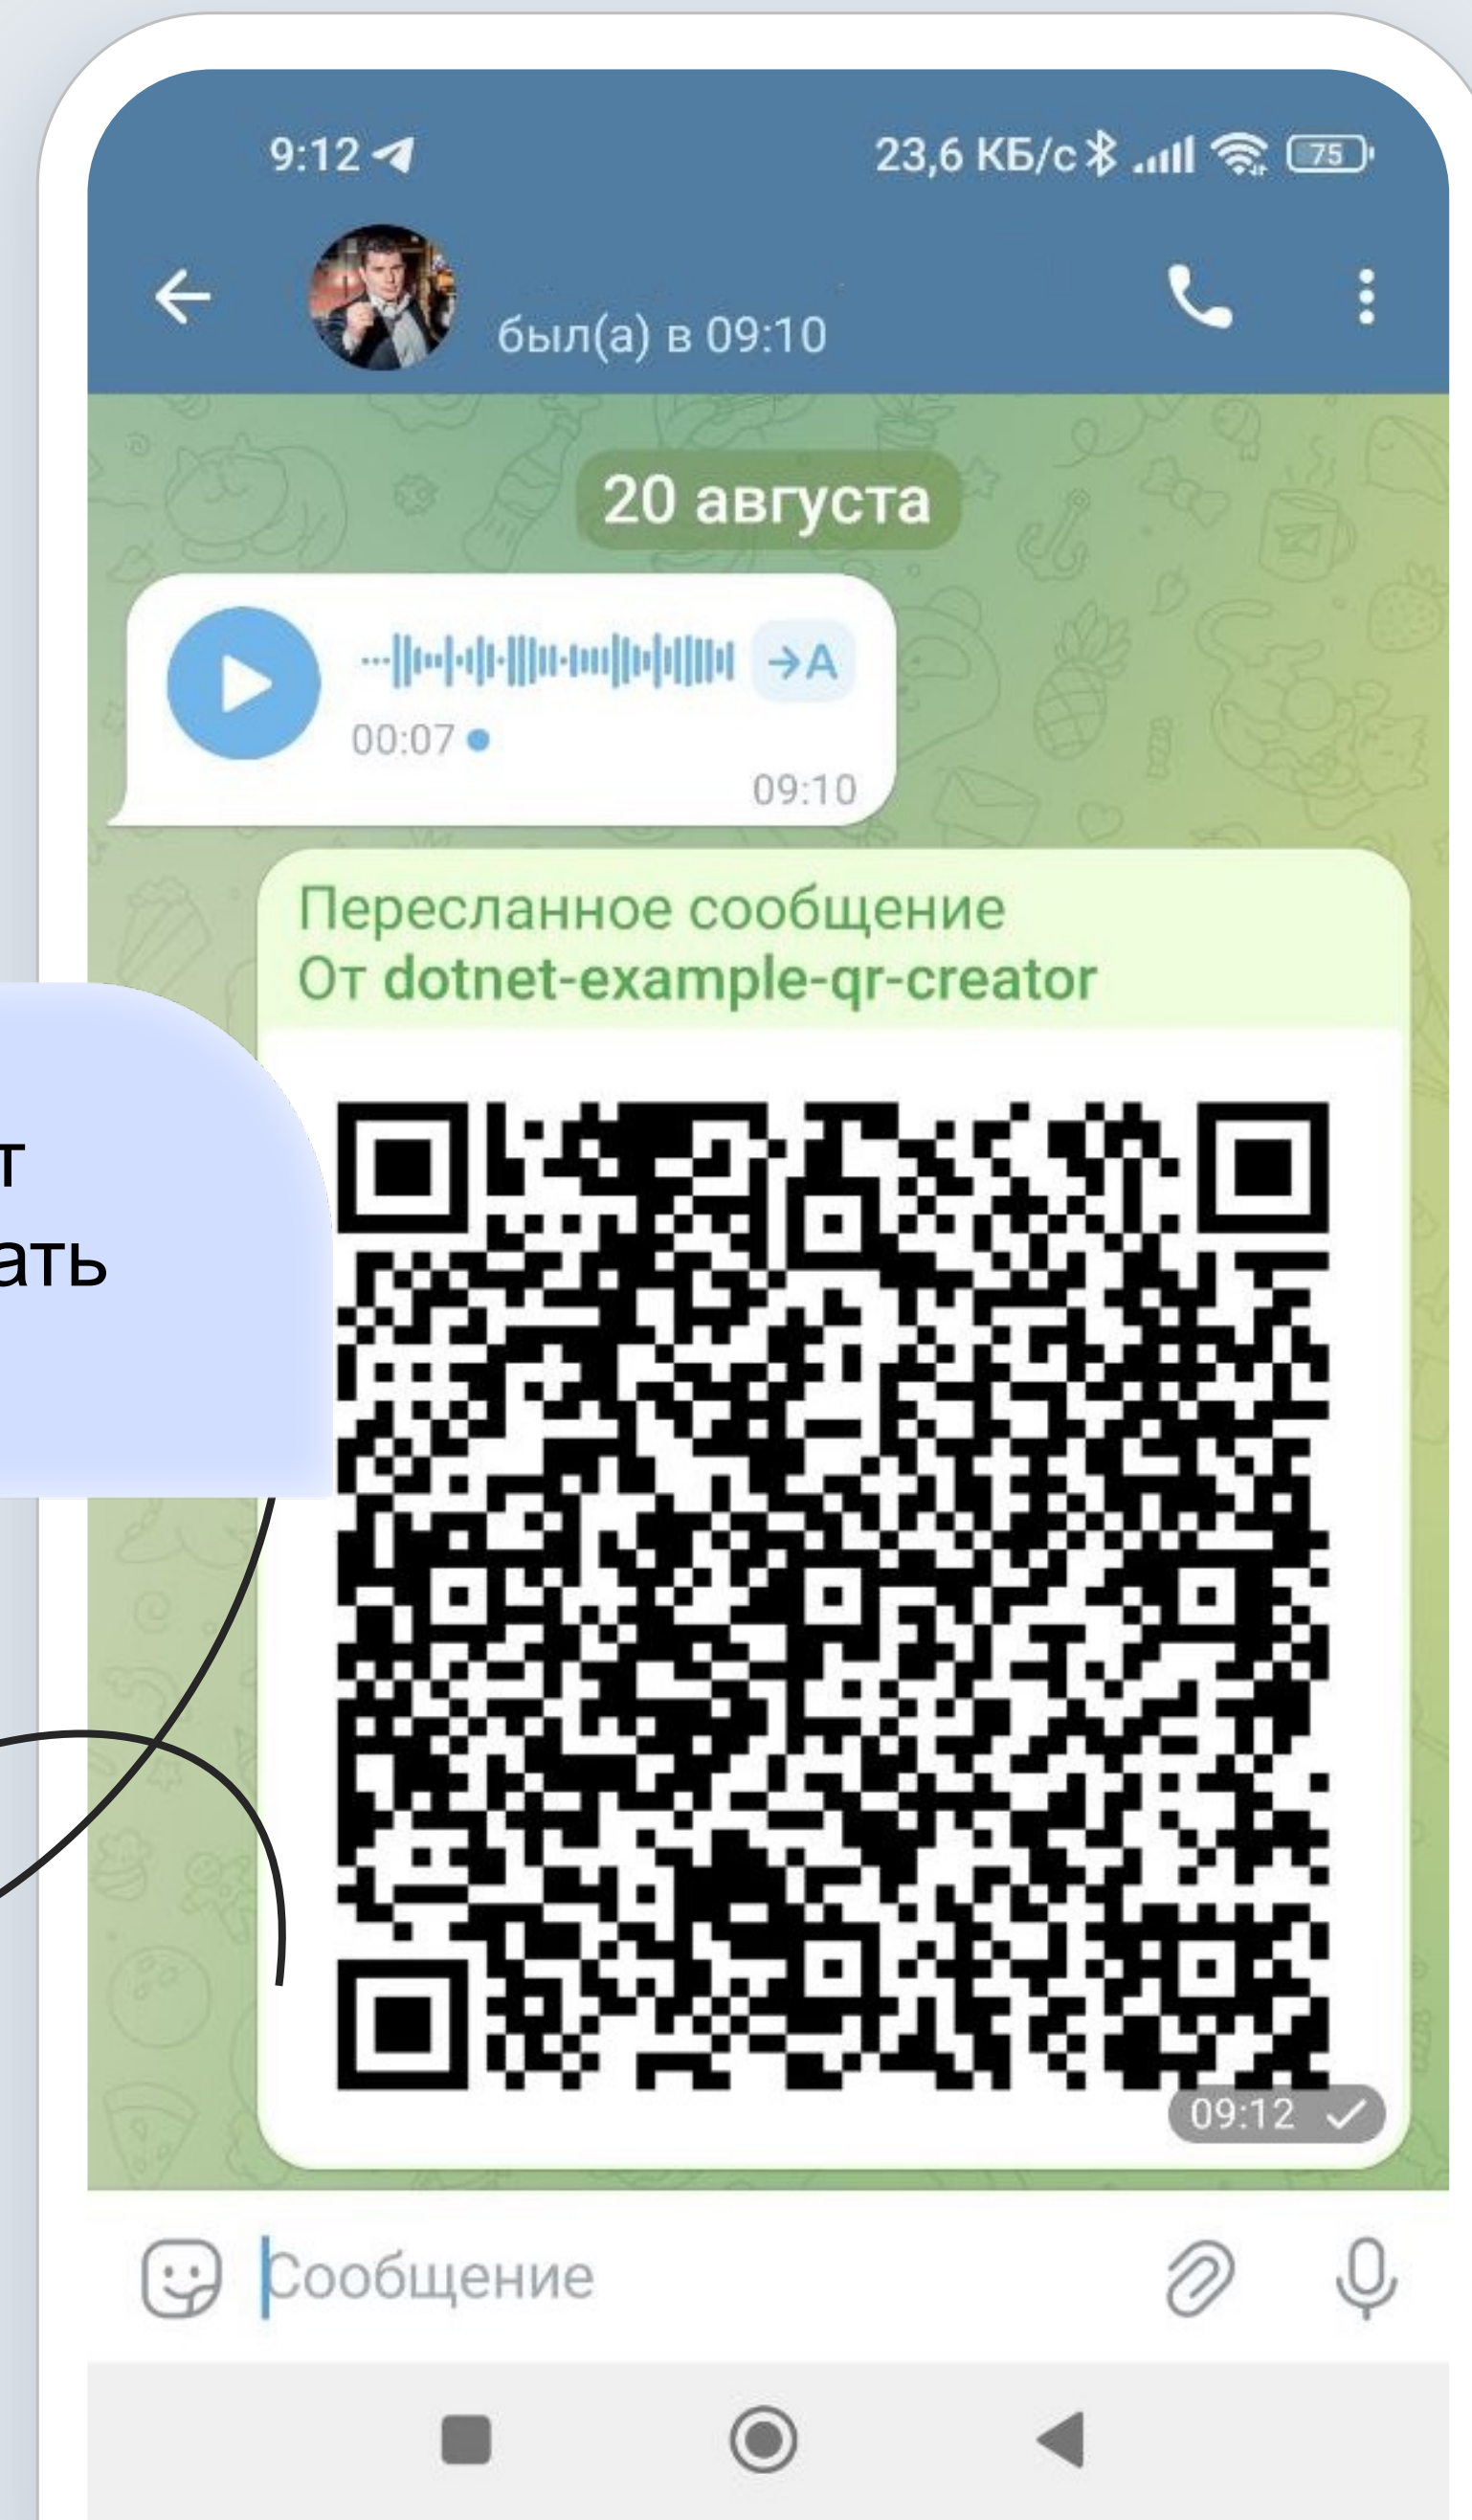 9:12
23,6 КБ/с
75
был(а) в 09:10
20 августа
→A
00:07
09:10
Пересланное сообщение
От dotnet-example-qr-creator
т
ать
09:12
Сообщение